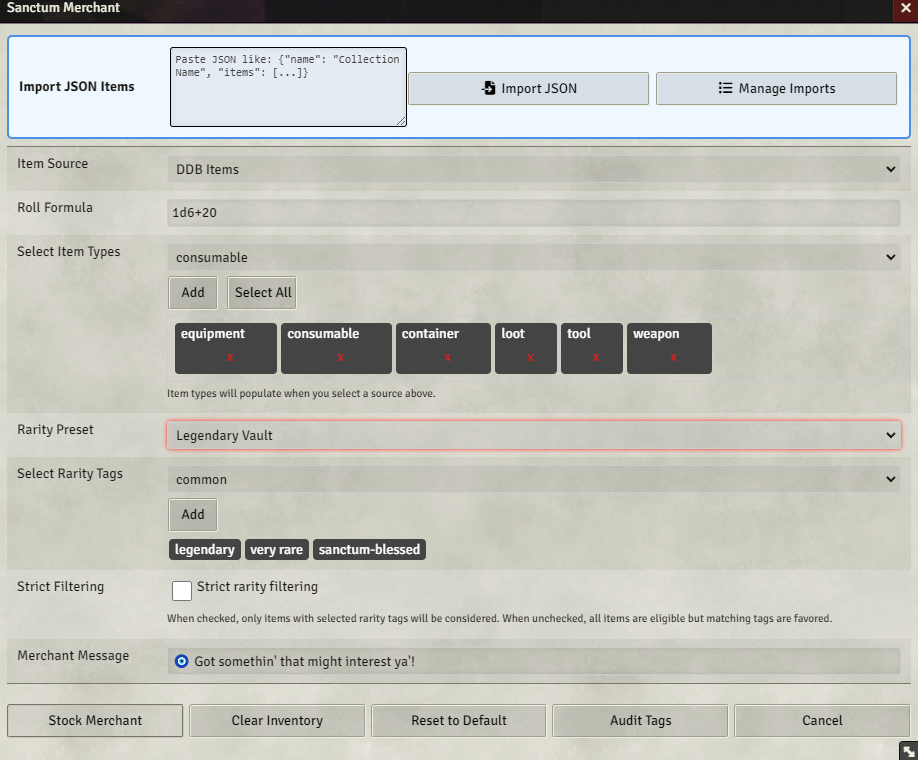 Sanctum Merchant
Import JSON Items
Paste JSON like: {"name": "Collection
Name", "items": [...]}
Import JSON
Manage Imports
Item Source
DDB Items
Roll Formula
1d6+20
Select Item Types
consumable
Add
Select All
equipment
x
consumable
x
container
x
loot
x
tool
x
weapon
x
Item types will populate when you select a source above.
Rarity Preset
Legendary Vault
Select Rarity Tags
common
Add
legendary
very rare
sanctum-blessed
Strict Filtering
Strict rarity filtering
When checked, only items with selected rarity tags will be considered. When unchecked, all items are eligible but matching tags are favored.
Merchant Message
Got somethin' that might interest ya'!
Stock Merchant
Clear Inventory
Reset to Default
Audit Tags
Cancel